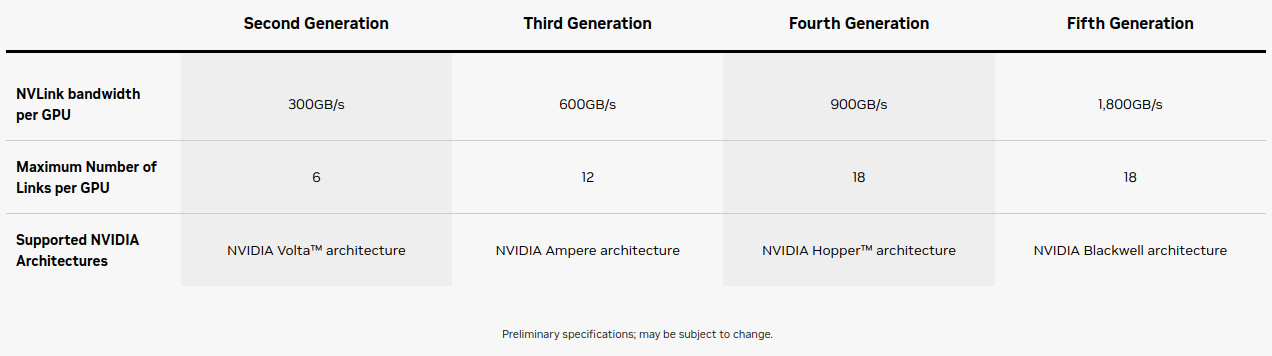 Second Generation Third Generation Fourth Generation Fifth Generation
NVLink bandwidth
per GPU
300GB/s 600GB/s 900GB/s 1,800GB/s
Maximum Number of
Links per GPU
6 12 18 18
Supported NVIDIA
Architectures
NVIDIA Volta™ architecture NVIDIA Ampere architecture NVIDIA Hopper™ architecture NVIDIA Blackwell architecture
Preliminary specifications; may be subject to change.